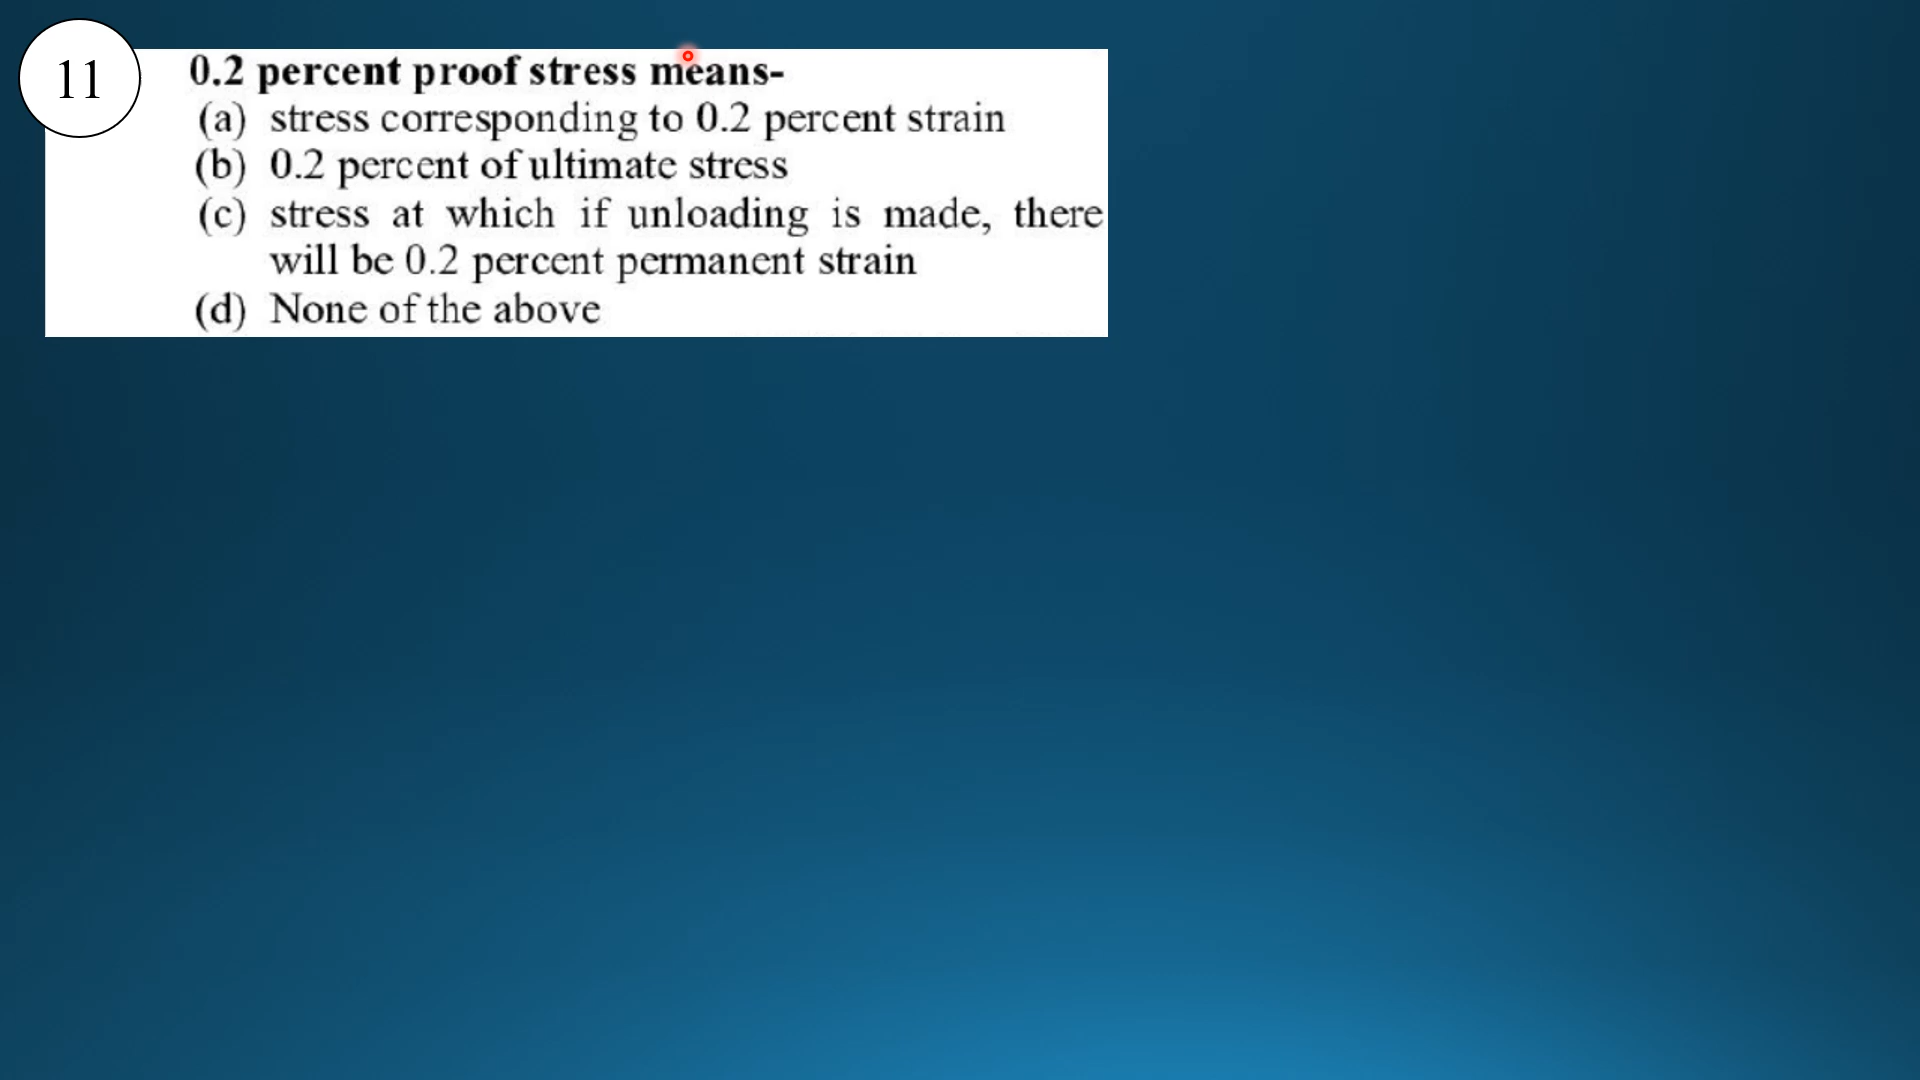 11
0.2 percent proof stress means-
(a) stress corresponding to 0.2 percent strain
(b) 0.2 percent of ultimate stress
(c) stress at which if unloading is made, there
will be 0.2 percent permanent strain
(d) None of the above